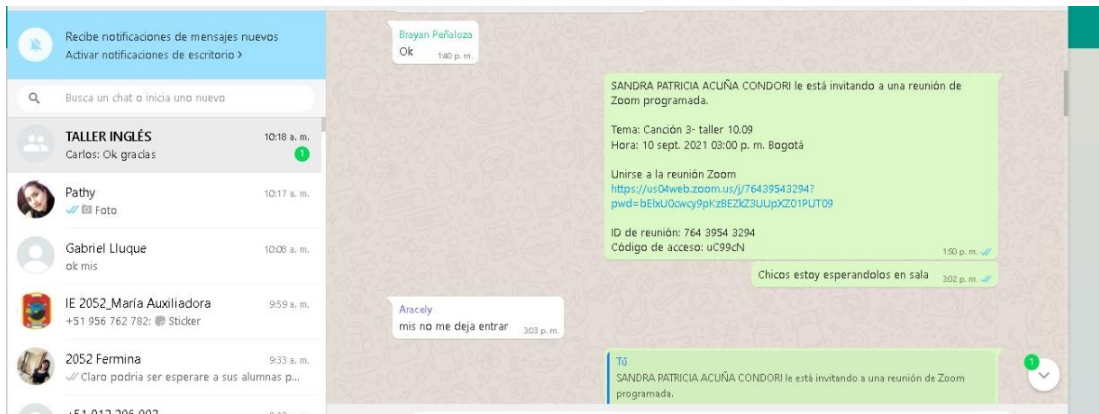 Recibe notificaciones de mensajes nuevos
Activar notificaciones de escritorio >
Busca un chat o inicia uno nuevo
TALLER INGLÉS 10:18 a. m.
Carlos: Ok gracias 1
Pathy 10:17 a. m.
Foto
Gabriel Lluque 10:08 a. m.
ok mis
IE 2052_María Auxiliadora 9:59 a. m.
+51 956 762 782: Sticker
2052 Fermina 9:33 a. m.
Claro podria ser esperare a sus alumnas p...
Brayan Peñaloza
Ok 1:40 p. m.
SANDRA PATRICIA ACUÑA CONDORI le está invitando a una reunión de
Zoom programada.
Tema: Canción 3- taller 10.09
Hora: 10 sept. 2021 03:00 p. m. Bogotá
Unirse a la reunión Zoom
https://us04web.zoom.us/j/76439543294?
pwd=bElxU0cwcy9pKzBEZkZ3UUpXZ01PUT09
ID de reunión: 764 3954 3294
Código de acceso: uC99cN 1:50 p. m.
Chicos estoy esperandolos en sala 3:02 p. m.
Aracely
mis no me deja entrar 3:03 p. m.
Tú
SANDRA PATRICIA ACUÑA CONDORI le está invitando a una reunión de Zoom
programada.
1